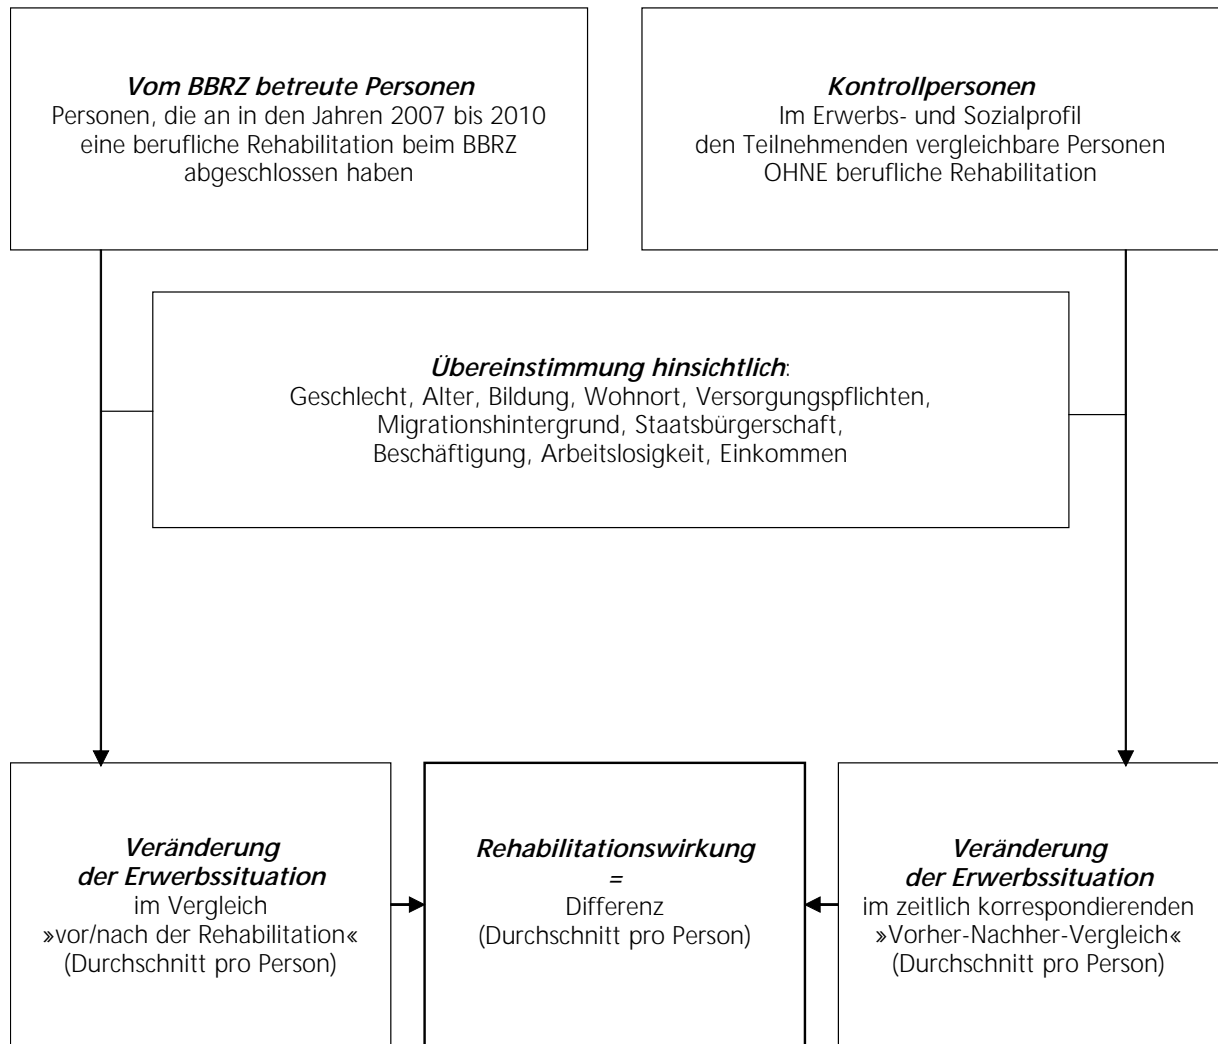 Vom BBRZ betreute Personen
Personen, die an in den Jahren 2007 bis 2010
eine berufliche Rehabilitation beim BBRZ
abgeschlossen haben
Kontrollpersonen
Im Erwerbs- und Sozialprofil
den Teilnehmenden vergleichbare Personen
OHNE berufliche Rehabilitation
Übereinstimmung hinsichtlich:
Geschlecht, Alter, Bildung, Wohnort, Versorgungspflichten,
Migrationshintergrund, Staatsbürgerschaft,
Beschäftigung, Arbeitslosigkeit, Einkommen
Veränderung
der Erwerbssituation
im Vergleich
»vor/nach der Rehabilitation«
(Durchschnitt pro Person)
Rehabilitationswirkung
=
Differenz
(Durchschnitt pro Person)
Veränderung
der Erwerbssituation
im zeitlich korrespondierenden
»Vorher-Nachher-Vergleich«
(Durchschnitt pro Person)